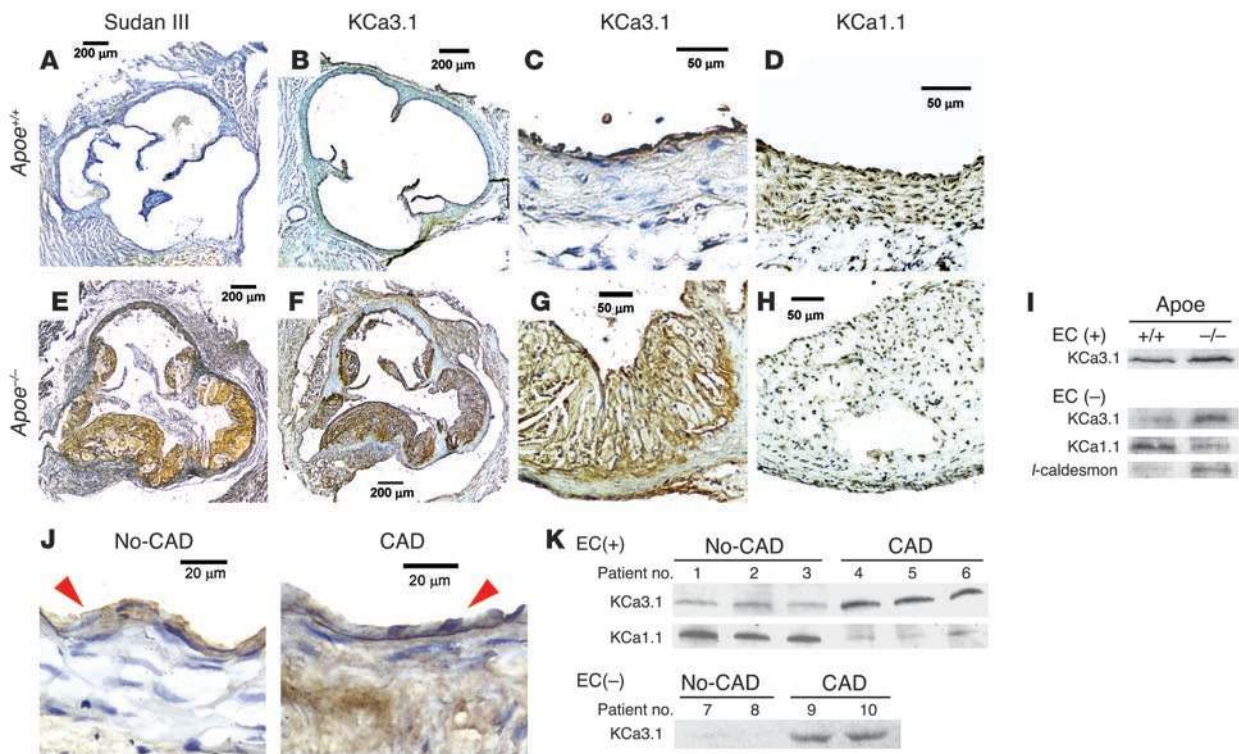 Sudan III KCa3.1 KCa3.1 KCa1.1
Apoe+/+
A 200 μm
B 200 μm
C 50 μm
D 50 μm
Apoe−/−
E 200 μm
F 200 μm
G 50 μm
H 50 μm
I Apoe
EC (+) +/+ −/−
KCa3.1
EC (−)
KCa3.1
KCa1.1
l-caldesmon
J No-CAD CAD
20 μm 20 μm
K EC(+) No-CAD CAD
Patient no. 1 2 3 4 5 6
KCa3.1
KCa1.1
EC(−) No-CAD CAD
Patient no. 7 8 9 10
KCa3.1